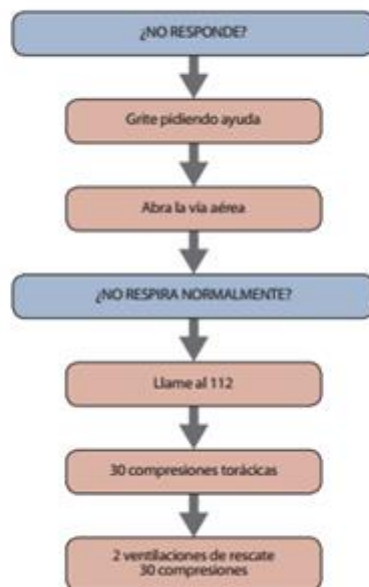 ¿NO RESPONDE?
Grite pidiendo ayuda
Abra la vía aérea
¿NO RESPIRA NORMALMENTE?
Llame al 112
30 compresiones torácicas
2 ventilaciones de rescate
30 compresiones